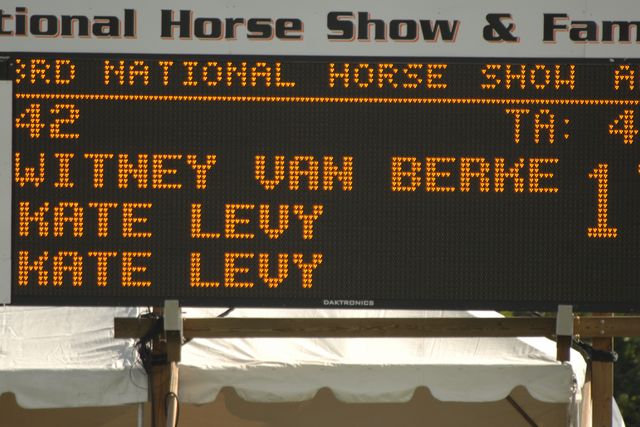 tional Horse Show & Fam
3RD NATIONAL HORSE SHOW A
42 TA: 4
WITNEY VAN BERKE 1
KATE LEVY
KATE LEVY
DAKTRONICS